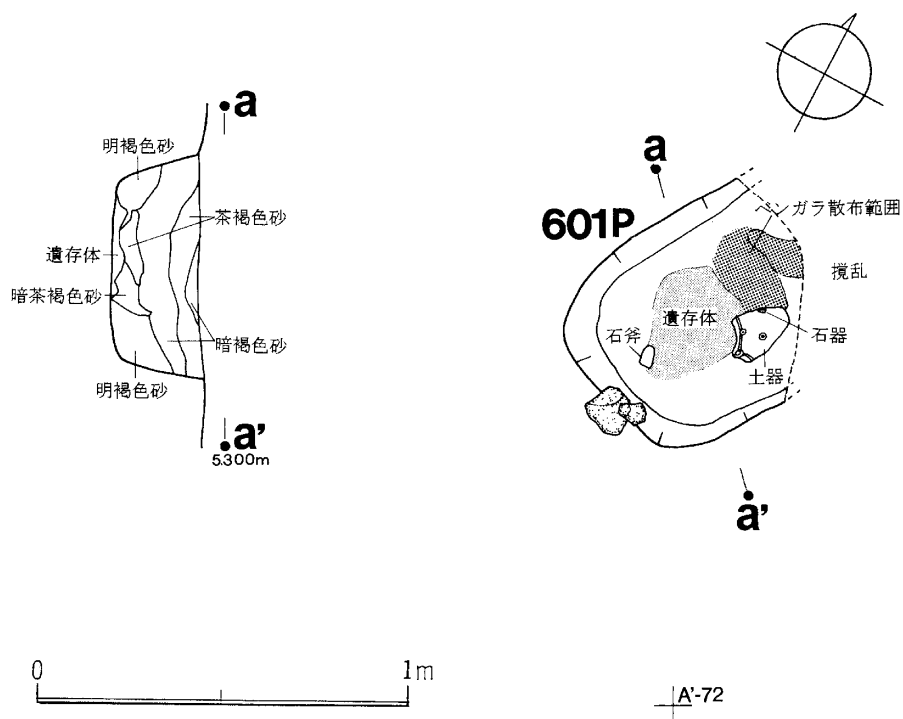 a
明褐色砂
茶褐色砂
遺存体
暗茶褐色砂
暗褐色砂
明褐色砂
a'
5.300m
a
601P
ガラ散布範囲
撹乱
遺存体
石斧
石器
土器
a'
0
1m
A'-72